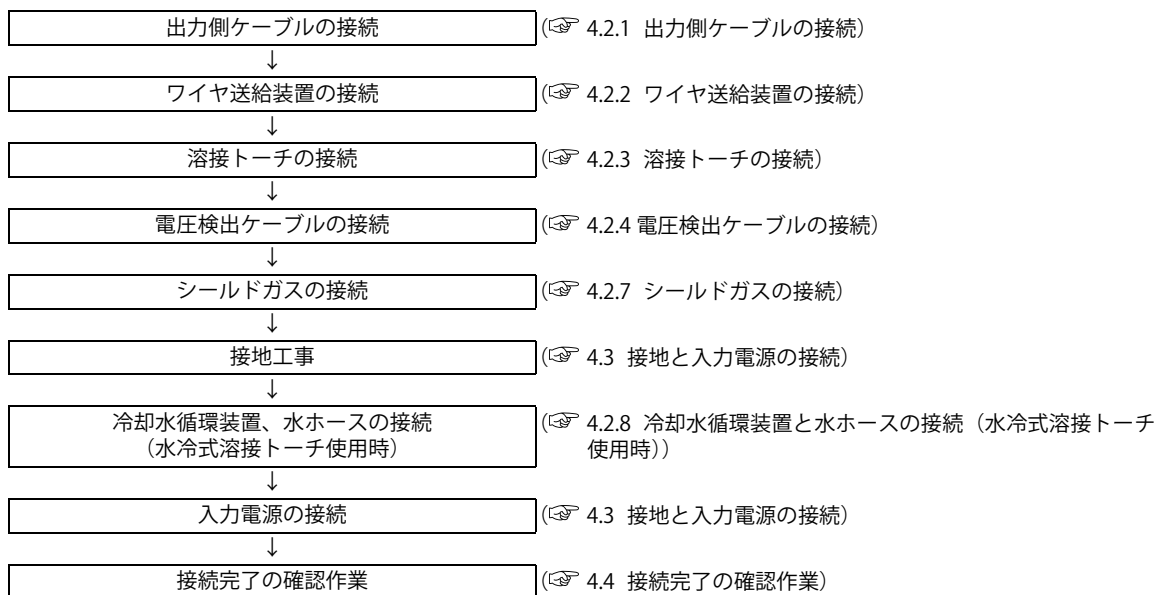 出力側ケーブルの接続 (☞ 4.2.1 出力側ケーブルの接続)
↓
ワイヤ送給装置の接続 (☞ 4.2.2 ワイヤ送給装置の接続)
↓
溶接トーチの接続 (☞ 4.2.3 溶接トーチの接続)
↓
電圧検出ケーブルの接続 (☞ 4.2.4 電圧検出ケーブルの接続)
↓
シールドガスの接続 (☞ 4.2.7 シールドガスの接続)
↓
接地工事 (☞ 4.3 接地と入力電源の接続)
↓
冷却水循環装置、水ホースの接続 (☞ 4.2.8 冷却水循環装置と水ホースの接続（水冷式溶接トーチ
（水冷式溶接トーチ使用時） 使用時）)
↓
入力電源の接続 (☞ 4.3 接地と入力電源の接続)
↓
接続完了の確認作業 (☞ 4.4 接続完了の確認作業)